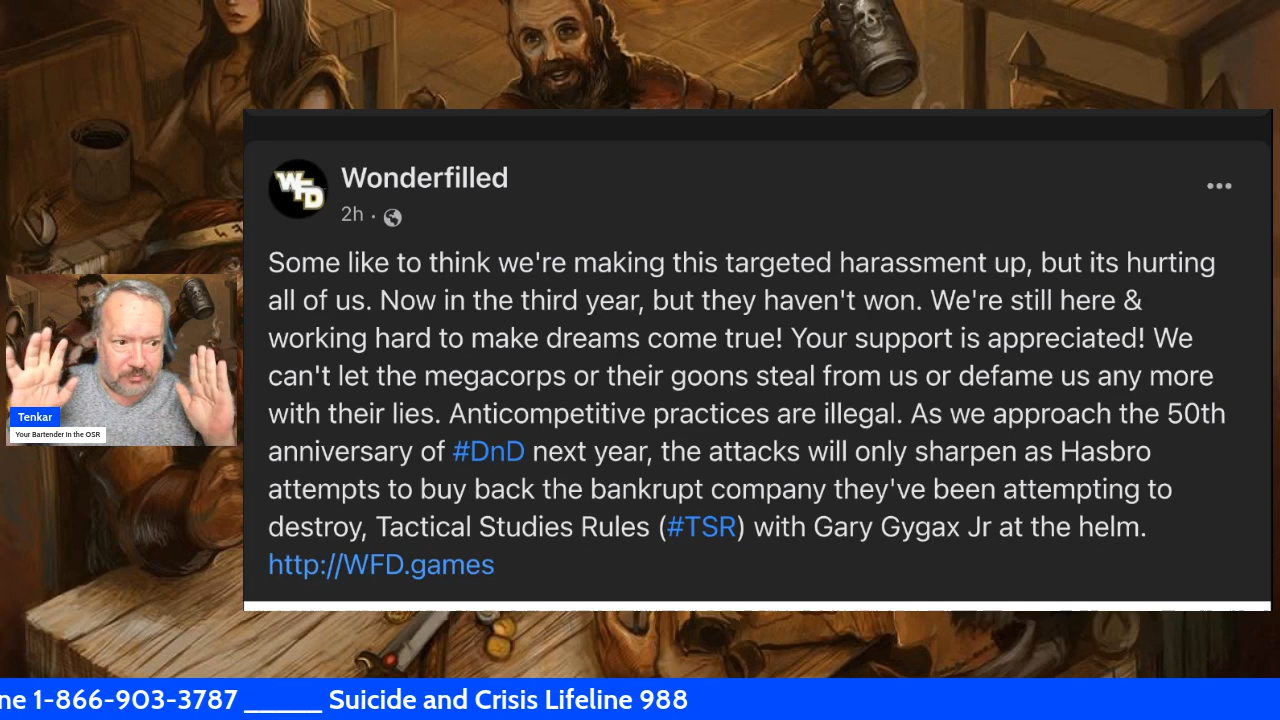 WFD
Wonderfilled
2h ·
Some like to think we're making this targeted harassment up, but its hurting
all of us. Now in the third year, but they haven't won. We're still here &
working hard to make dreams come true! Your support is appreciated! We
can't let the megacorps or their goons steal from us or defame us any more
with their lies. Anticompetitive practices are illegal. As we approach the 50th
anniversary of #DnD next year, the attacks will only sharpen as Hasbro
attempts to buy back the bankrupt company they've been attempting to
destroy, Tactical Studies Rules (#TSR) with Gary Gygax Jr at the helm.
http://WFD.games
Tenkar
Your Bartender in the OSR
ne 1-866-903-3787 ______ Suicide and Crisis Lifeline 988